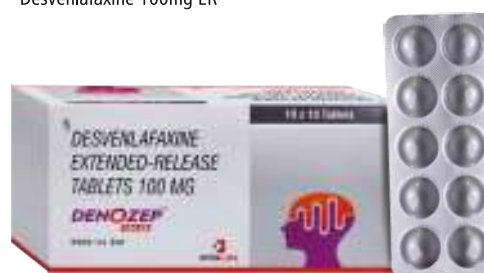 Desvenlafaxine 100mg ER
10 x 10 Tablets
DESVENLAFAXINE
EXTENDED-RELEASE
TABLETS 100 MG
DENOZEP